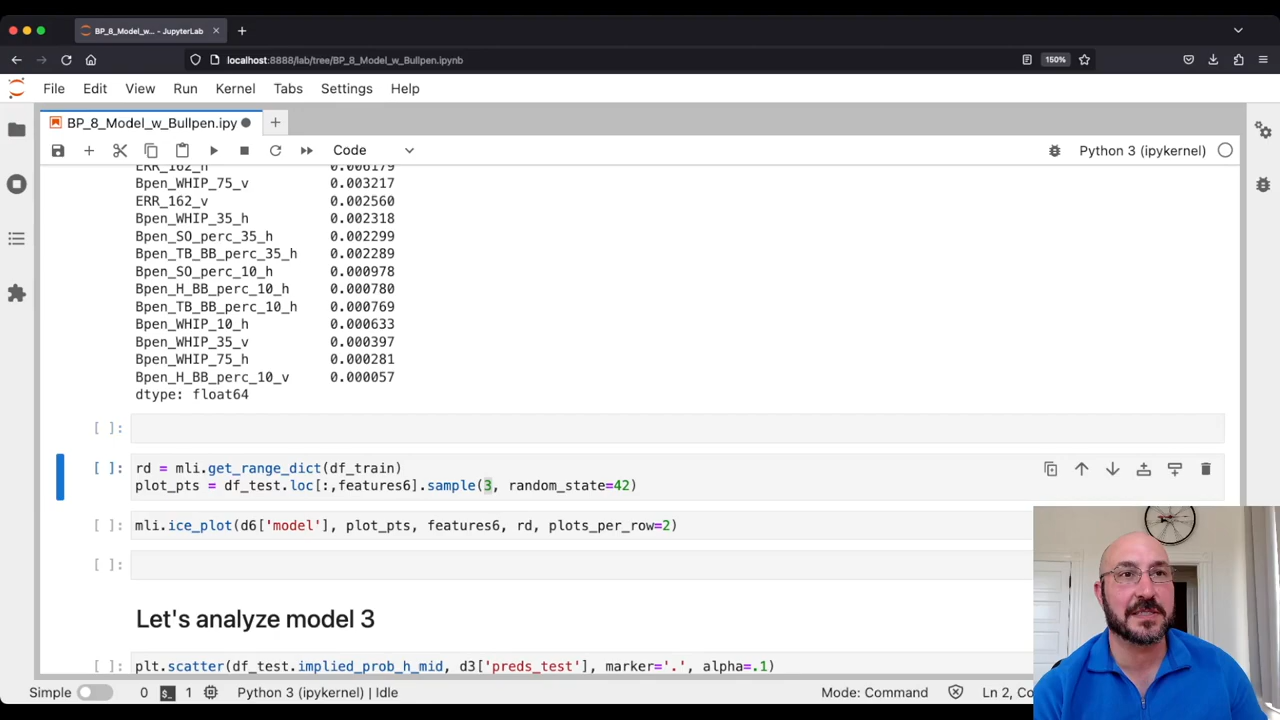 BP_8_Model_w... - JupyterLab
localhost:8888/lab/tree/BP_8_Model_w_Bullpen.ipynb
150%
File Edit View Run Kernel Tabs Settings Help
BP_8_Model_w_Bullpen.ipy
Code
Python 3 (ipykernel)
ERR_162_h 0.006179
Bpen_WHIP_75_v 0.003217
ERR_162_v 0.002560
Bpen_WHIP_35_h 0.002318
Bpen_SO_perc_35_h 0.002299
Bpen_TB_BB_perc_35_h 0.002289
Bpen_SO_perc_10_h 0.000978
Bpen_H_BB_perc_10_h 0.000780
Bpen_TB_BB_perc_10_h 0.000769
Bpen_WHIP_10_h 0.000633
Bpen_WHIP_35_v 0.000397
Bpen_WHIP_75_h 0.000281
Bpen_H_BB_perc_10_v 0.000057
dtype: float64
[ ]:
[ ]: rd = mli.get_range_dict(df_train)
plot_pts = df_test.loc[:,features6].sample(3, random_state=42)
[ ]: mli.ice_plot(d6['model'], plot_pts, features6, rd, plots_per_row=2)
[ ]:
Let's analyze model 3
[ ]: plt.scatter(df_test.implied_prob_h_mid, d3['preds_test'], marker='.', alpha=.1)
Simple 0 $_ 1 Python 3 (ipykernel) | Idle Mode: Command Ln 2,